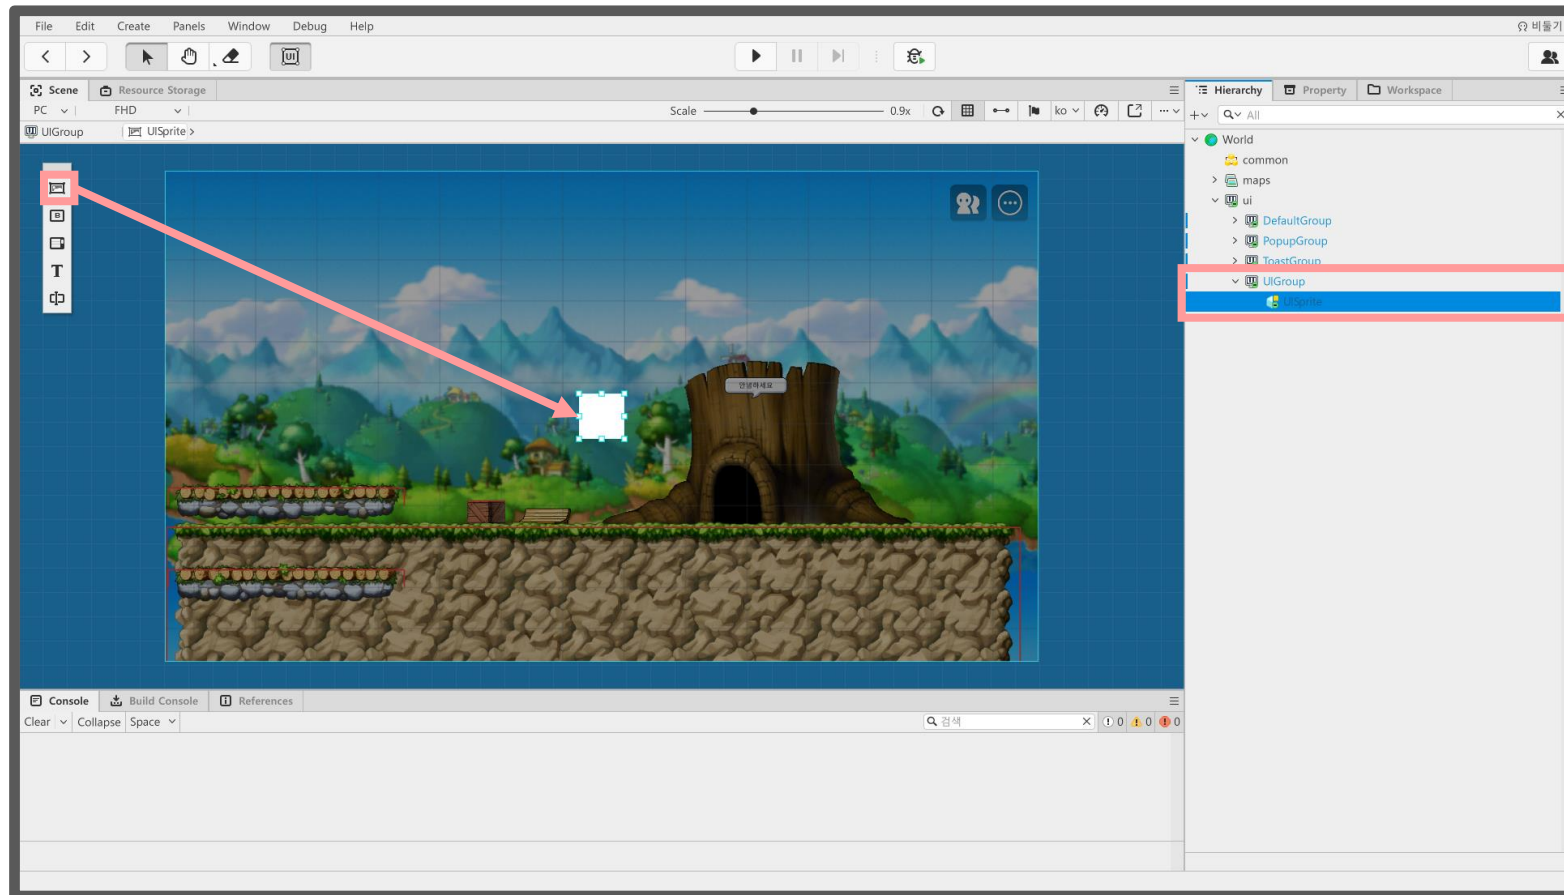 File Edit Create Panels Window Debug Help 비둘기
UI
Scene Resource Storage
PC FHD Scale 0.9x ko
UIGroup UISprite
B
T
안녕하세요
Hierarchy Property Workspace
All
World
common
maps
ui
DefaultGroup
PopupGroup
ToastGroup
UIGroup
UISprite
Console Build Console References
Clear Collapse Space 검색 0 0 0